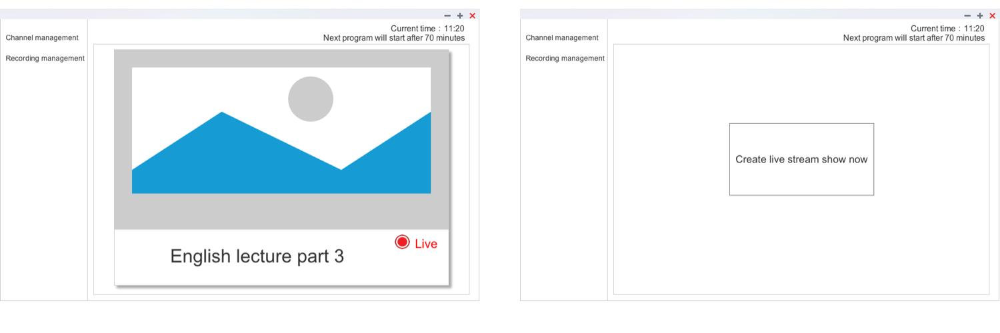 Current time：11:20
Next program will start after 70 minutes
Channel management
Recording management
English lecture part 3
Live
Current time：11:20
Next program will start after 70 minutes
Channel management
Recording management
Create live stream show now